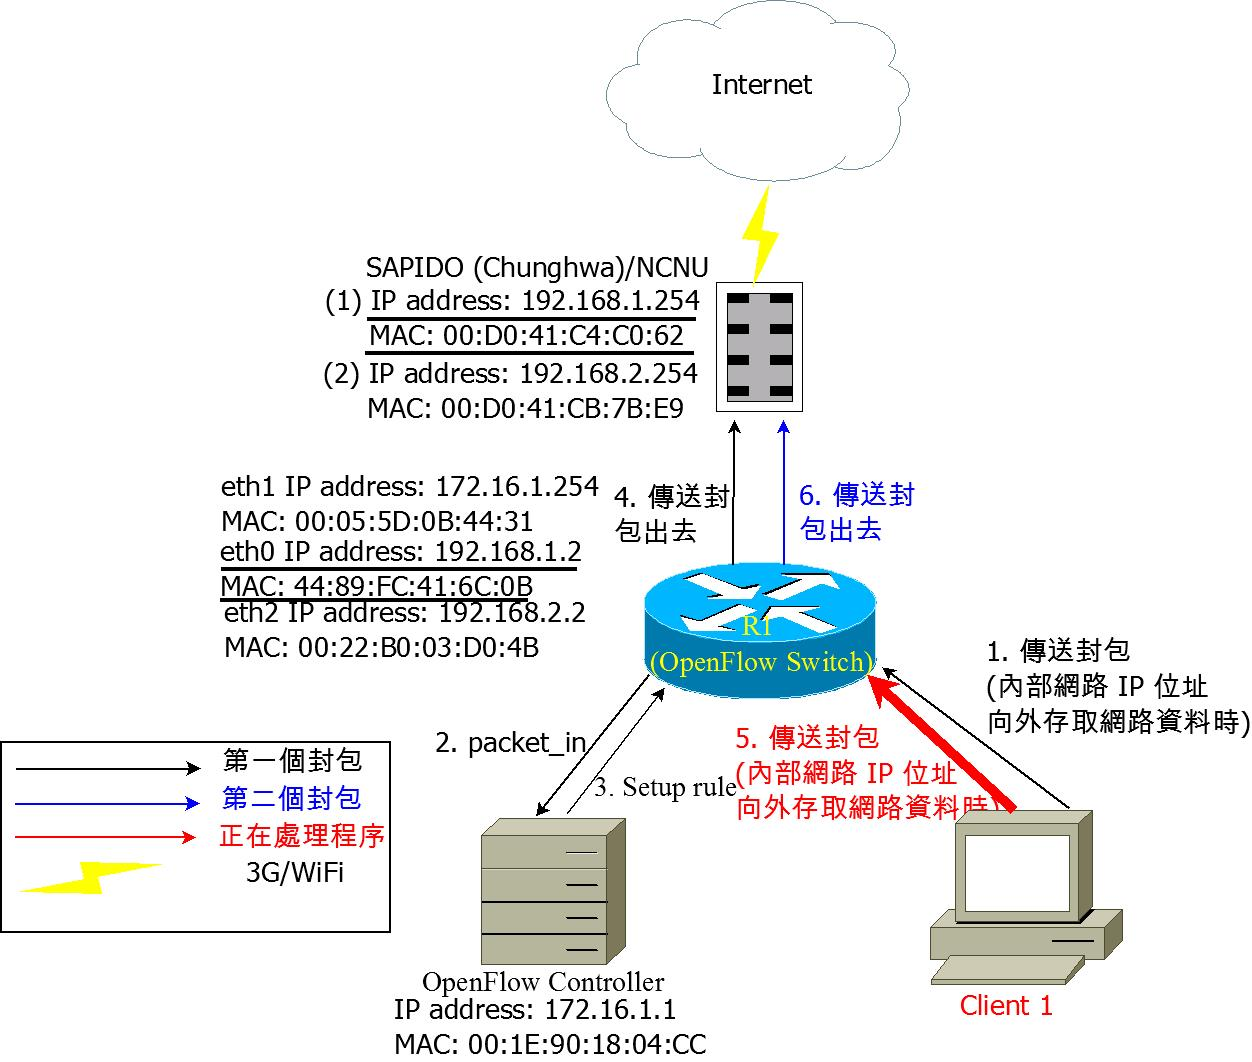 Internet
SAPIDO (Chunghwa)/NCNU
(1) IP address: 192.168.1.254
MAC: 00:D0:41:C4:C0:62
(2) IP address: 192.168.2.254
MAC: 00:D0:41:CB:7B:E9
eth1 IP address: 172.16.1.254
MAC: 00:05:5D:0B:44:31
eth0 IP address: 192.168.1.2
MAC: 44:89:FC:41:6C:0B
eth2 IP address: 192.168.2.2
MAC: 00:22:B0:03:D0:4B
4. 傳送封
包出去
6. 傳送封
包出去
R1
(OpenFlow Switch)
1. 傳送封包
(內部網路 IP 位址
向外存取網路資料時)
2. packet_in
3. Setup rule
5. 傳送封包
(內部網路 IP 位址
向外存取網路資料時)
第一個封包
第二個封包
正在處理程序
3G/WiFi
OpenFlow Controller
IP address: 172.16.1.1
MAC: 00:1E:90:18:04:CC
Client 1